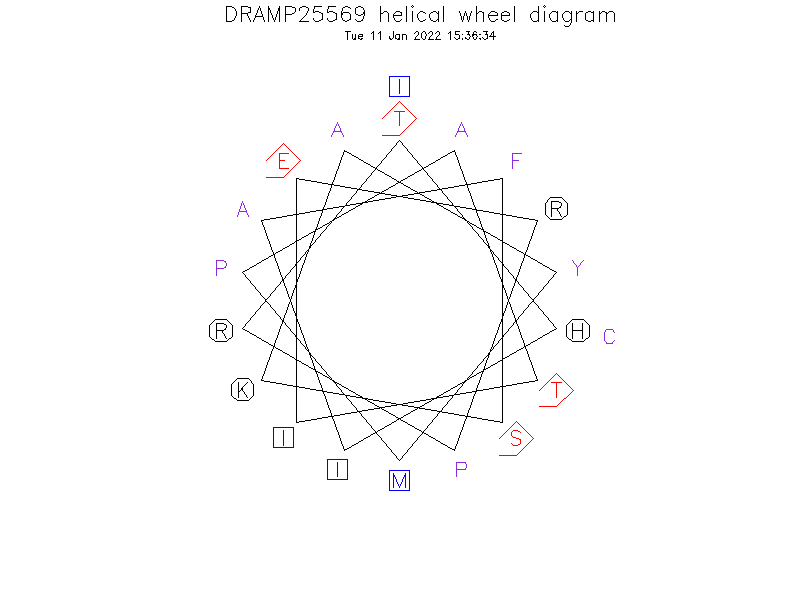 DRAMP25569 helical wheel diagram
Tue 11 Jan 2022 15:36:34
I
T
A A
E F
A R
P Y
R H C
K T
I S
I P
M